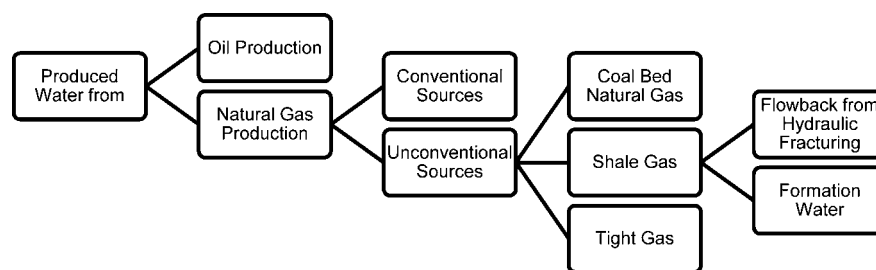 Produced
Water from
Oil Production
Natural Gas
Production
Conventional
Sources
Unconventional
Sources
Coal Bed
Natural Gas
Shale Gas
Tight Gas
Flowback from
Hydraulic
Fracturing
Formation
Water